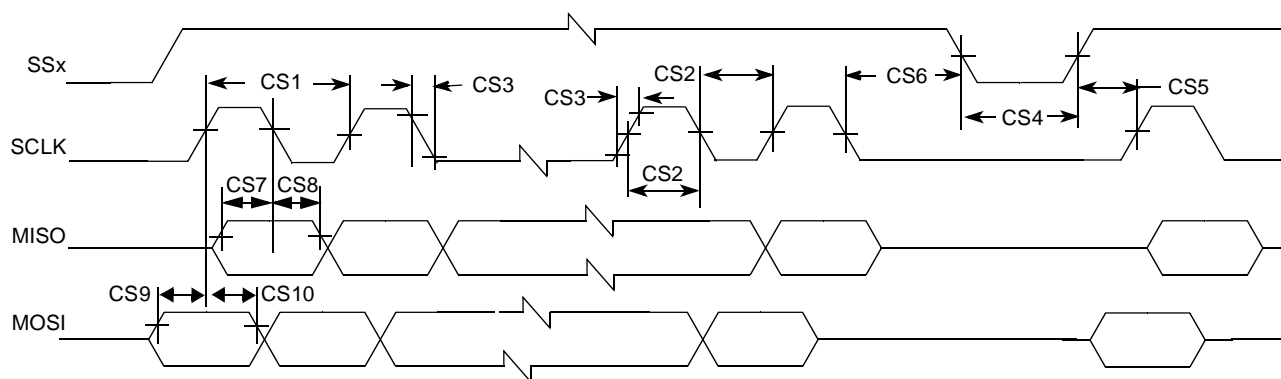 SSx
CS1
CS3
CS3
CS2
CS6
CS4
CS5
SCLK
CS2
CS7
CS8
MISO
CS9
CS10
MOSI